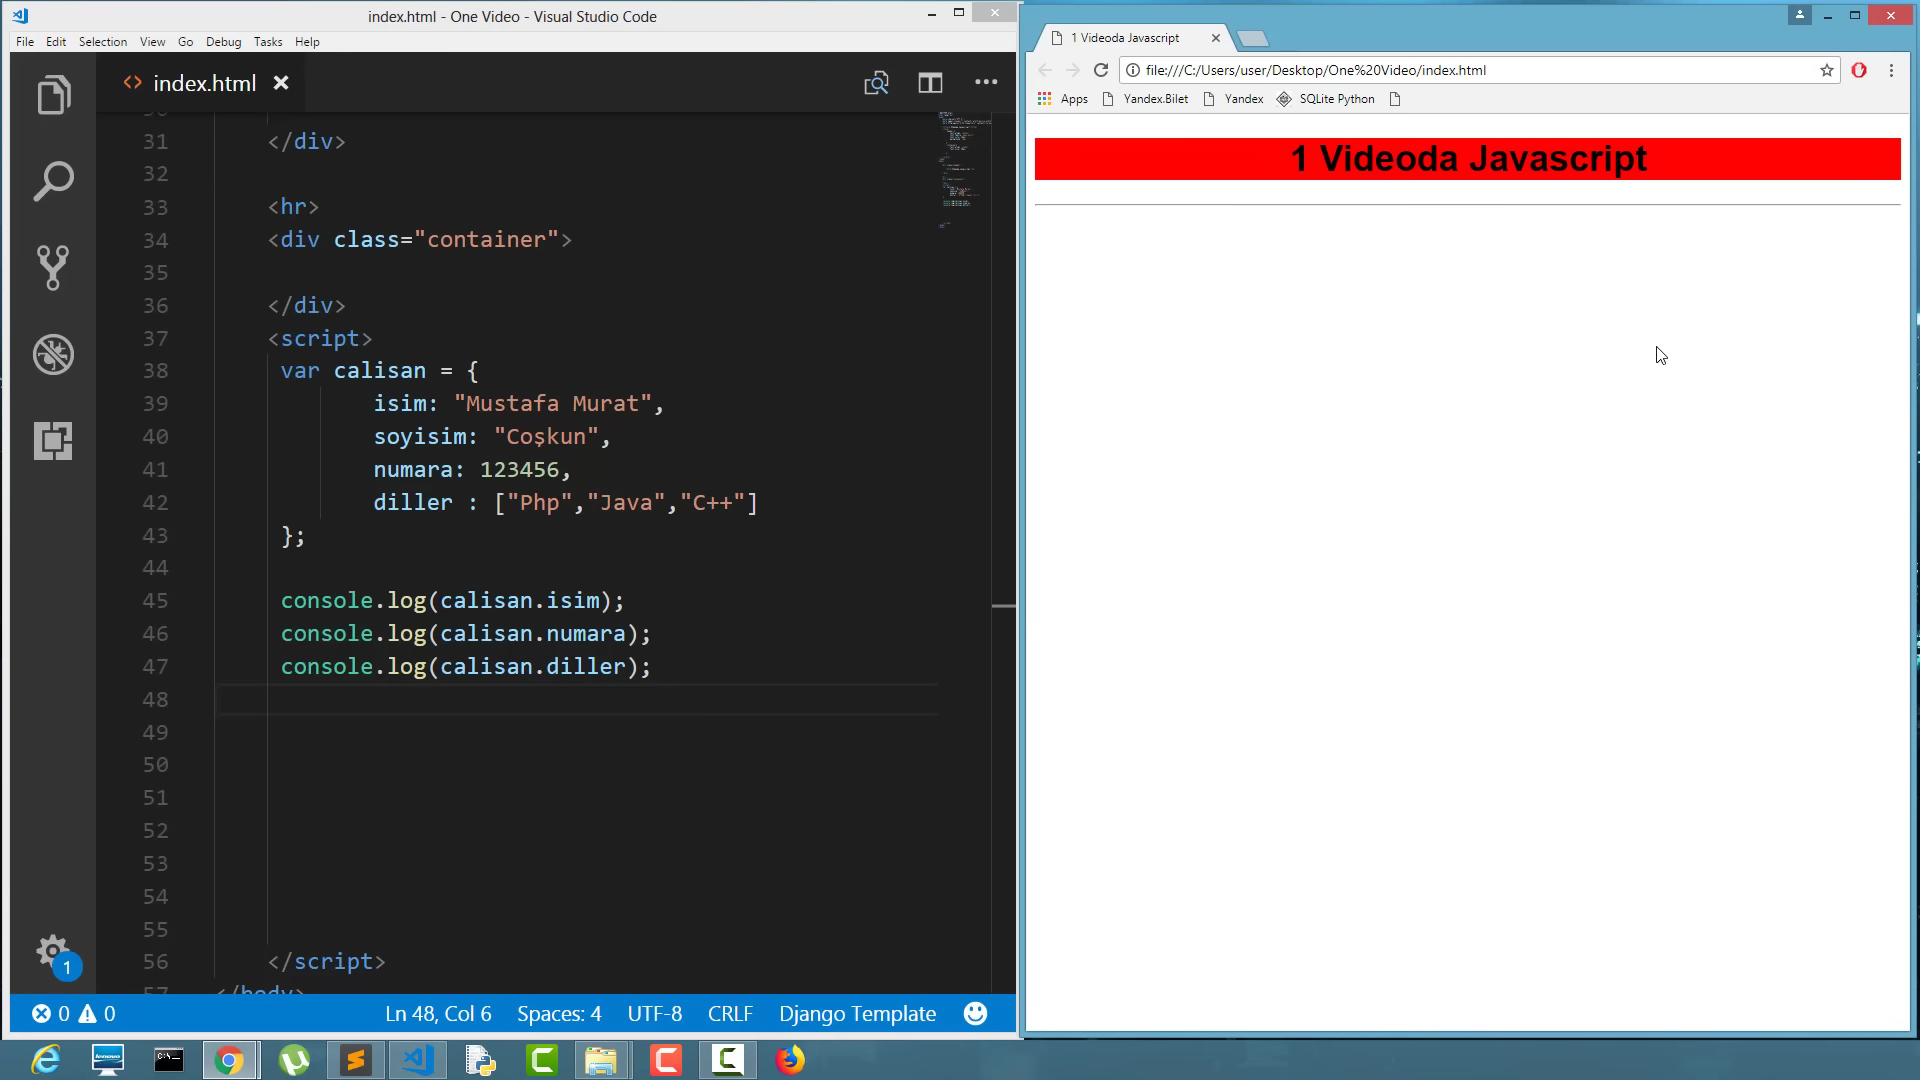 index.html - One Video - Visual Studio Code
File Edit Selection View Go Debug Tasks Help
index.html
31 </div>
32
33 <hr>
34 <div class="container">
35
36 </div>
37 <script>
38 var calisan = {
39 isim: "Mustafa Murat",
40 soyisim: "Coşkun",
41 numara: 123456,
42 diller : ["Php","Java","C++"]
43 };
44
45 console.log(calisan.isim);
46 console.log(calisan.numara);
47 console.log(calisan.diller);
48
49
50
51
52
53
54
55
56 </script>
57 </body>
1
0 0 Ln 48, Col 6 Spaces: 4 UTF-8 CRLF Django Template
1 Videoda Javascript
file:///C:/Users/user/Desktop/One%20Video/index.html
Apps Yandex.Bilet Yandex SQLite Python
1 Videoda Javascript
lenovo
C:\